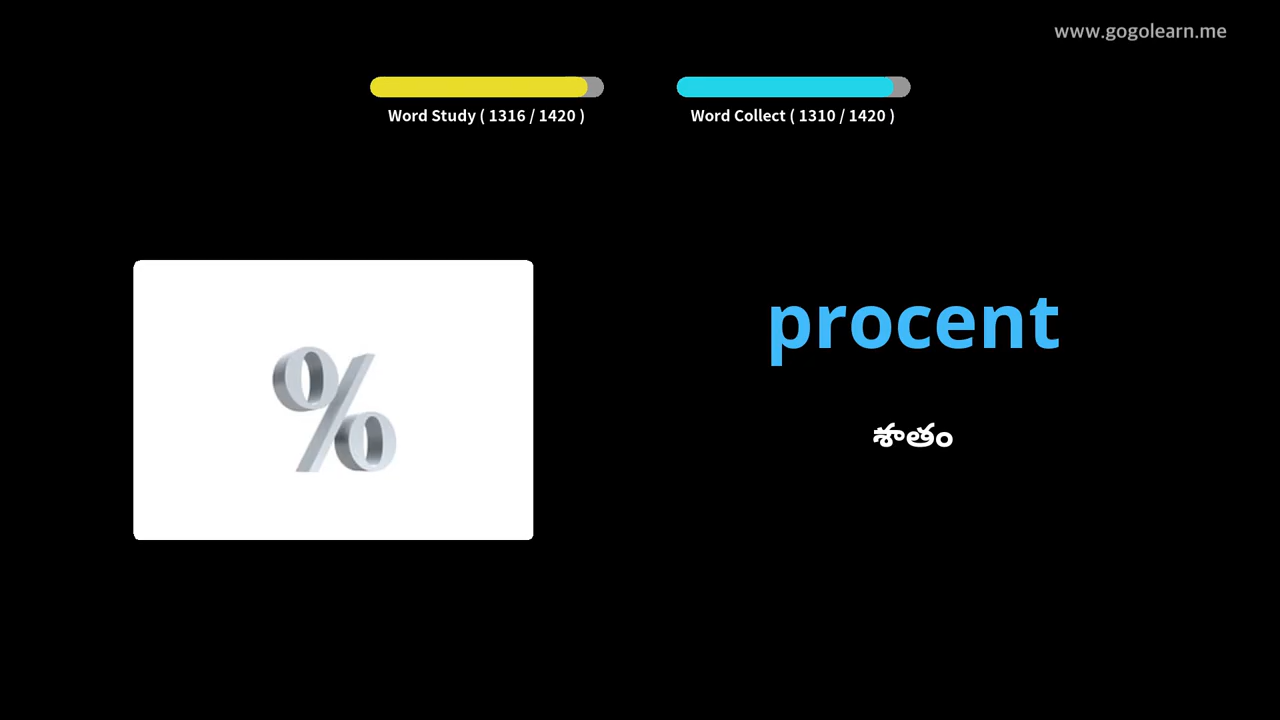 www.gogolearn.me
Word Study ( 1316 / 1420 )
Word Collect ( 1310 / 1420 )
%
procent
శాతం